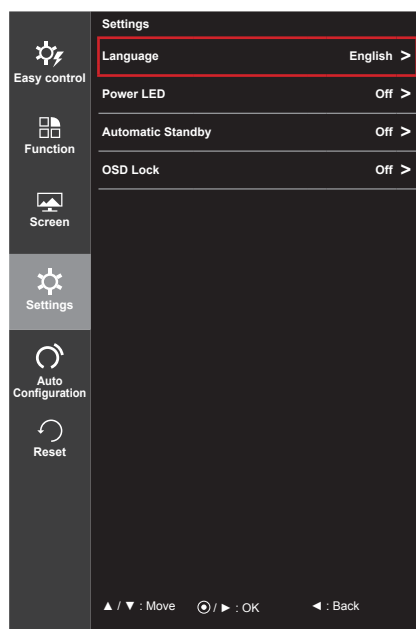 Easy control
Function
Screen
Settings
Auto
Configuration
Reset
Settings
Language English >
Power LED Off >
Automatic Standby Off >
OSD Lock Off >
▲ / ▼ : Move ◉ / ► : OK ◄ : Back